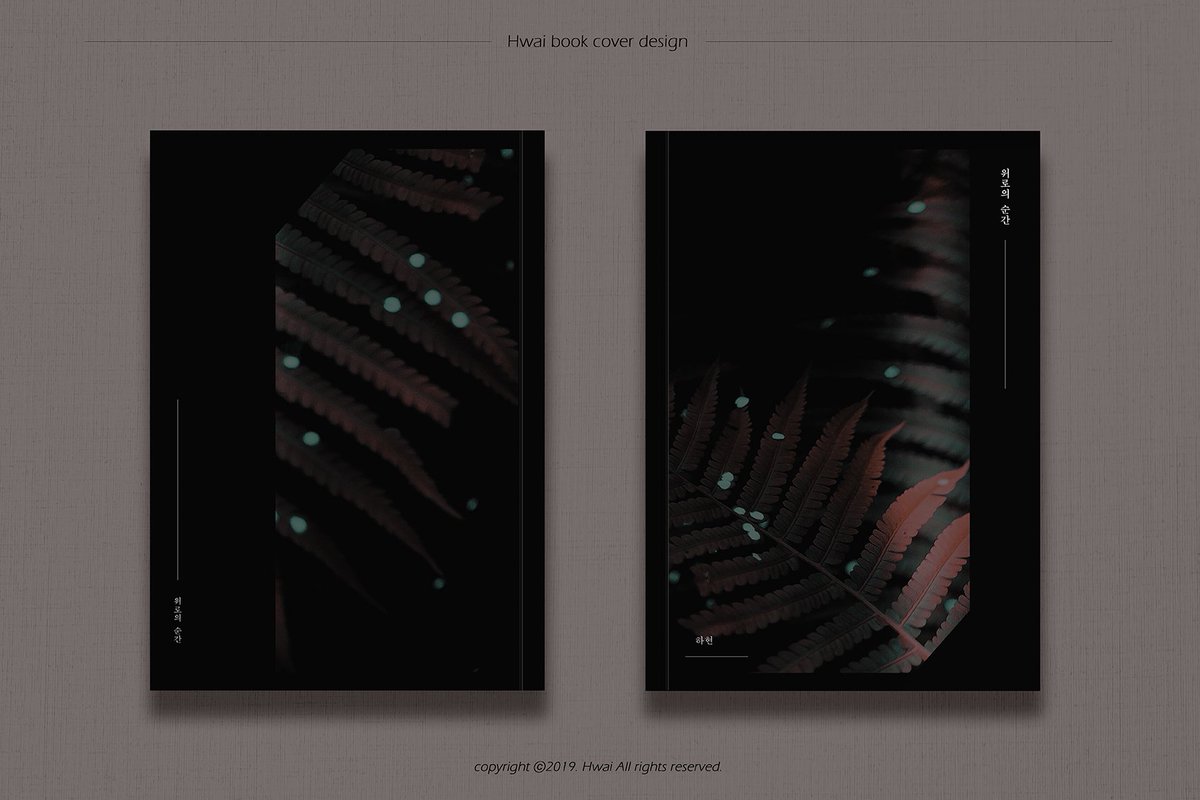 Hwai book cover design
위로의 순간
위로의 순간
하현
copyright ©2019. Hwai All rights reserved.